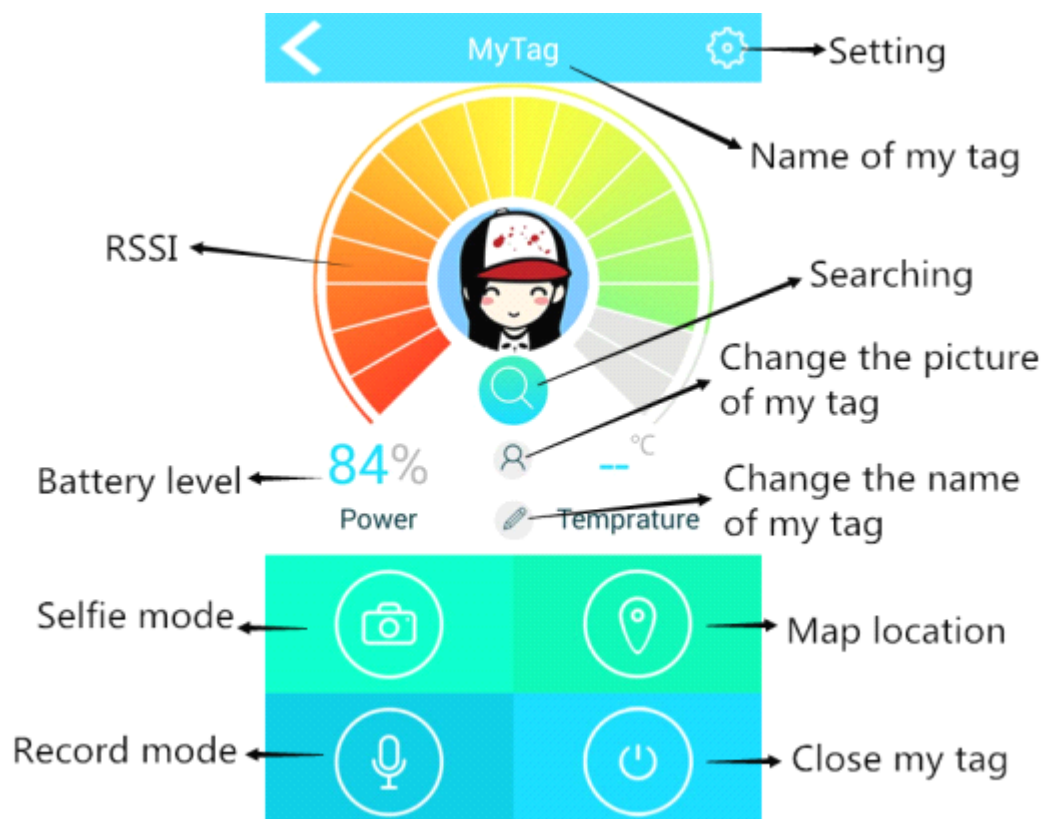 MyTag
Setting
Name of my tag
RSSI
Searching
Change the picture
of my tag
84%
°C
--
Battery level
Power
Temprature
Change the name
of my tag
Selfie mode
Map location
Record mode
Close my tag